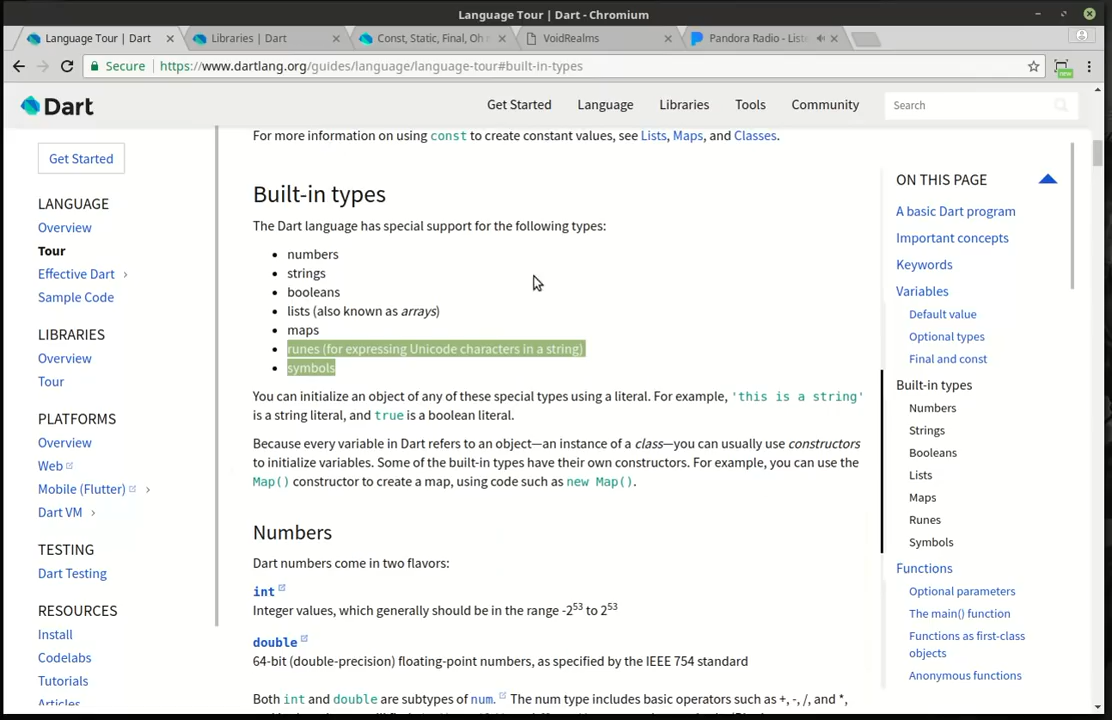 Language Tour | Dart - Chromium
Language Tour | Dart
Libraries | Dart
Const, Static, Final, Oh m
VoidRealms
Pandora Radio - Liste
Secure
https://www.dartlang.org/guides/language/language-tour#built-in-types
new
Dart
Get Started
Language
Libraries
Tools
Community
Search
Get Started
LANGUAGE
Overview
Tour
Effective Dart
Sample Code
LIBRARIES
Overview
Tour
PLATFORMS
Overview
Web
Mobile (Flutter)
Dart VM
TESTING
Dart Testing
RESOURCES
Install
Codelabs
Tutorials
Articles
For more information on using const to create constant values, see Lists, Maps, and Classes.
Built-in types
The Dart language has special support for the following types:
• numbers
• strings
• booleans
• lists (also known as arrays)
• maps
• runes (for expressing Unicode characters in a string)
• symbols
You can initialize an object of any of these special types using a literal. For example, 'this is a string'
is a string literal, and true is a boolean literal.
Because every variable in Dart refers to an object—an instance of a class—you can usually use constructors
to initialize variables. Some of the built-in types have their own constructors. For example, you can use the
Map() constructor to create a map, using code such as new Map().
Numbers
Dart numbers come in two flavors:
int
Integer values, which generally should be in the range -2⁵³ to 2⁵³
double
64-bit (double-precision) floating-point numbers, as specified by the IEEE 754 standard
Both int and double are subtypes of num. The num type includes basic operators such as +, -, /, and *,
ON THIS PAGE
A basic Dart program
Important concepts
Keywords
Variables
Default value
Optional types
Final and const
Built-in types
Numbers
Strings
Booleans
Lists
Maps
Runes
Symbols
Functions
Optional parameters
The main() function
Functions as first-class
objects
Anonymous functions